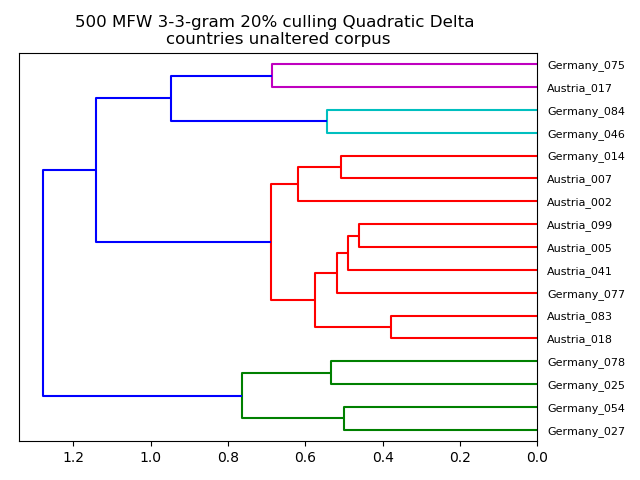 500 MFW 3-3-gram 20% culling Quadratic Delta
countries unaltered corpus
Germany_075
Austria_017
Germany_084
Germany_046
Germany_014
Austria_007
Austria_002
Austria_099
Austria_005
Austria_041
Germany_077
Austria_083
Austria_018
Germany_078
Germany_025
Germany_054
Germany_027
1.2 1.0 0.8 0.6 0.4 0.2 0.0